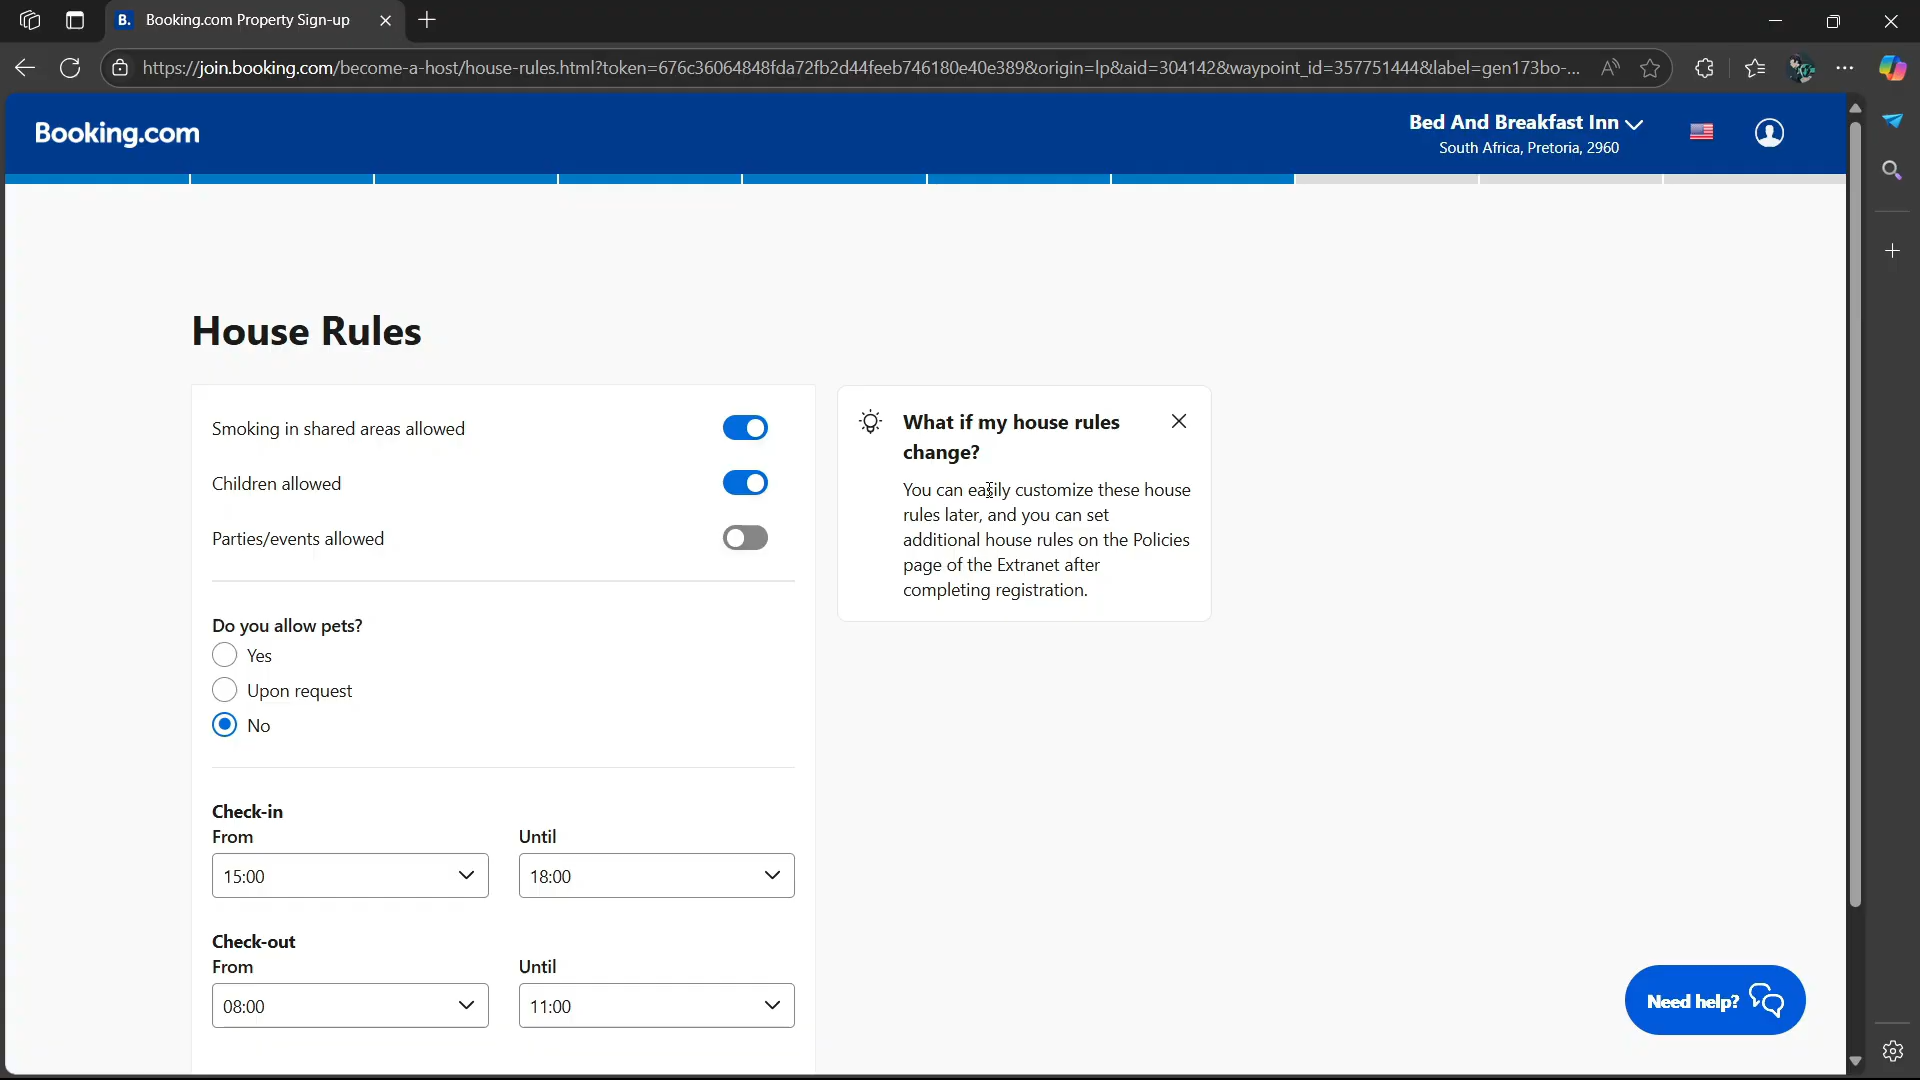 Booking.com Property Sign-up
https://join.booking.com/become-a-host/house-rules.html?token=676c36064848fda72fb2d44feeb746180e40e389&origin=lp&aid=304142&waypoint_id=357751444&label=gen173bo-...
Booking.com
Bed And Breakfast Inn
South Africa, Pretoria, 2960
House Rules
Smoking in shared areas allowed
Children allowed
Parties/events allowed
Do you allow pets?
Yes
Upon request
No
Check-in
From
Until
15:00
18:00
Check-out
From
Until
08:00
11:00
What if my house rules
change?
You can easily customize these house
rules later, and you can set
additional house rules on the Policies
page of the Extranet after
completing registration.
Need help?